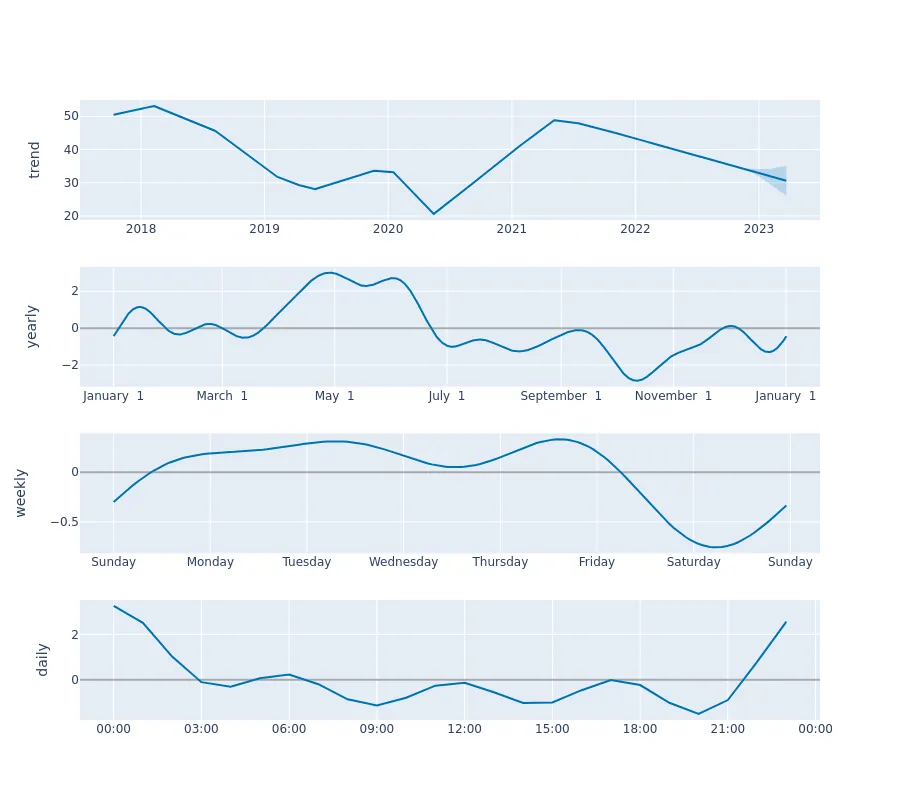 trend
50
40
30
20
2018 2019 2020 2021 2022 2023
yearly
2
0
−2
January 1 March 1 May 1 July 1 September 1 November 1 January 1
weekly
0
−0.5
Sunday Monday Tuesday Wednesday Thursday Friday Saturday Sunday
daily
2
0
00:00 03:00 06:00 09:00 12:00 15:00 18:00 21:00 00:00